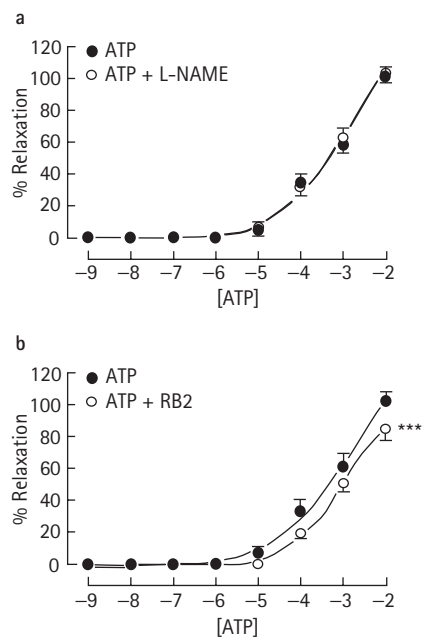 a
● ATP
○ ATP + L-NAME
120
100
80
60
40
20
0
% Relaxation
−9 −8 −7 −6 −5 −4 −3 −2
[ATP]
b
● ATP
○ ATP + RB2
120
100
80
60
40
20
0
% Relaxation
***
−9 −8 −7 −6 −5 −4 −3 −2
[ATP]